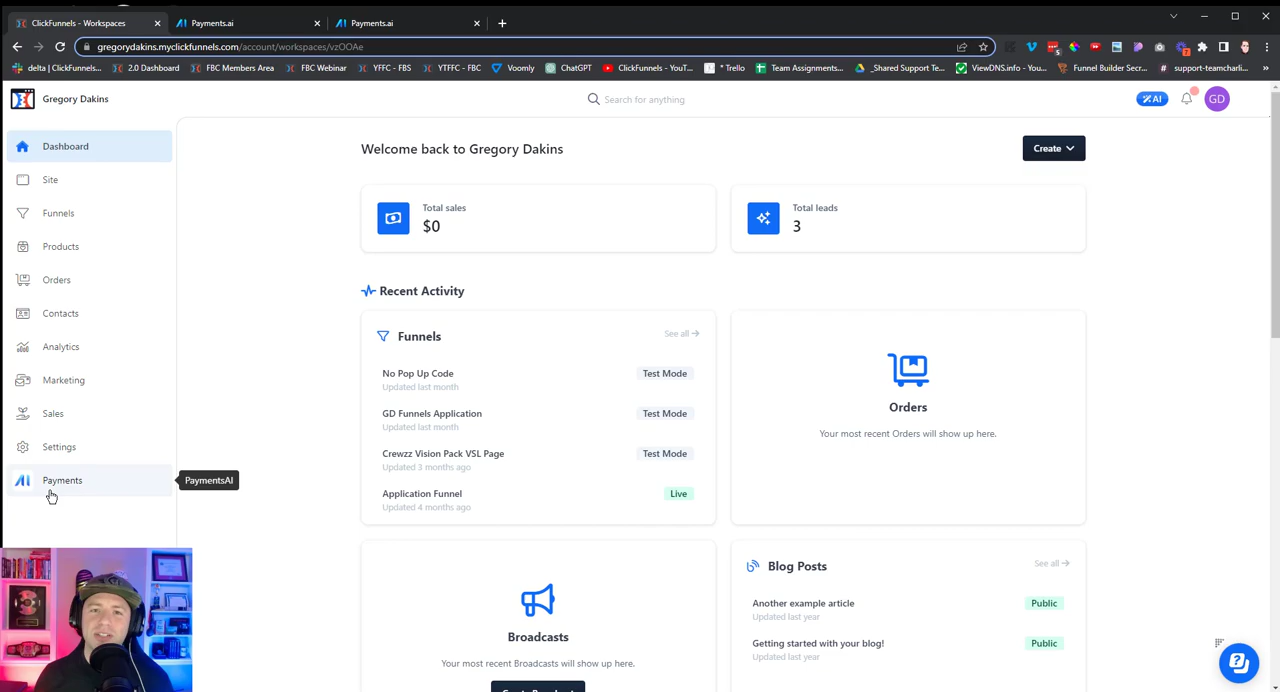 ClickFunnels - Workspaces
Payments.ai
Payments.ai
gregorydakins.myclickfunnels.com/account/workspaces/vzOOAe
delta | ClickFunnels...
2.0 Dashboard
FBC Members Area
FBC Webinar
YFFC - FBS
YTFFC - FBC
Voomly
ChatGPT
ClickFunnels - YouT...
* Trello
Team Assignments...
_Shared Support Te...
ViewDNS.info - You...
Funnel Builder Secr...
support-teamcharli...
Gregory Dakins
Search for anything
AI
GD
Dashboard
Site
Funnels
Products
Orders
Contacts
Analytics
Marketing
Sales
Settings
Payments
PaymentsAI
Welcome back to Gregory Dakins
Create
Total sales
$0
Total leads
3
Recent Activity
Funnels
See all
No Pop Up Code
Updated last month
Test Mode
GD Funnels Application
Updated last month
Test Mode
Crewzz Vision Pack VSL Page
Updated 3 months ago
Test Mode
Application Funnel
Updated 4 months ago
Live
Orders
Your most recent Orders will show up here.
Broadcasts
Your most recent Broadcasts will show up here.
Blog Posts
See all
Another example article
Updated last year
Public
Getting started with your blog!
Updated last year
Public